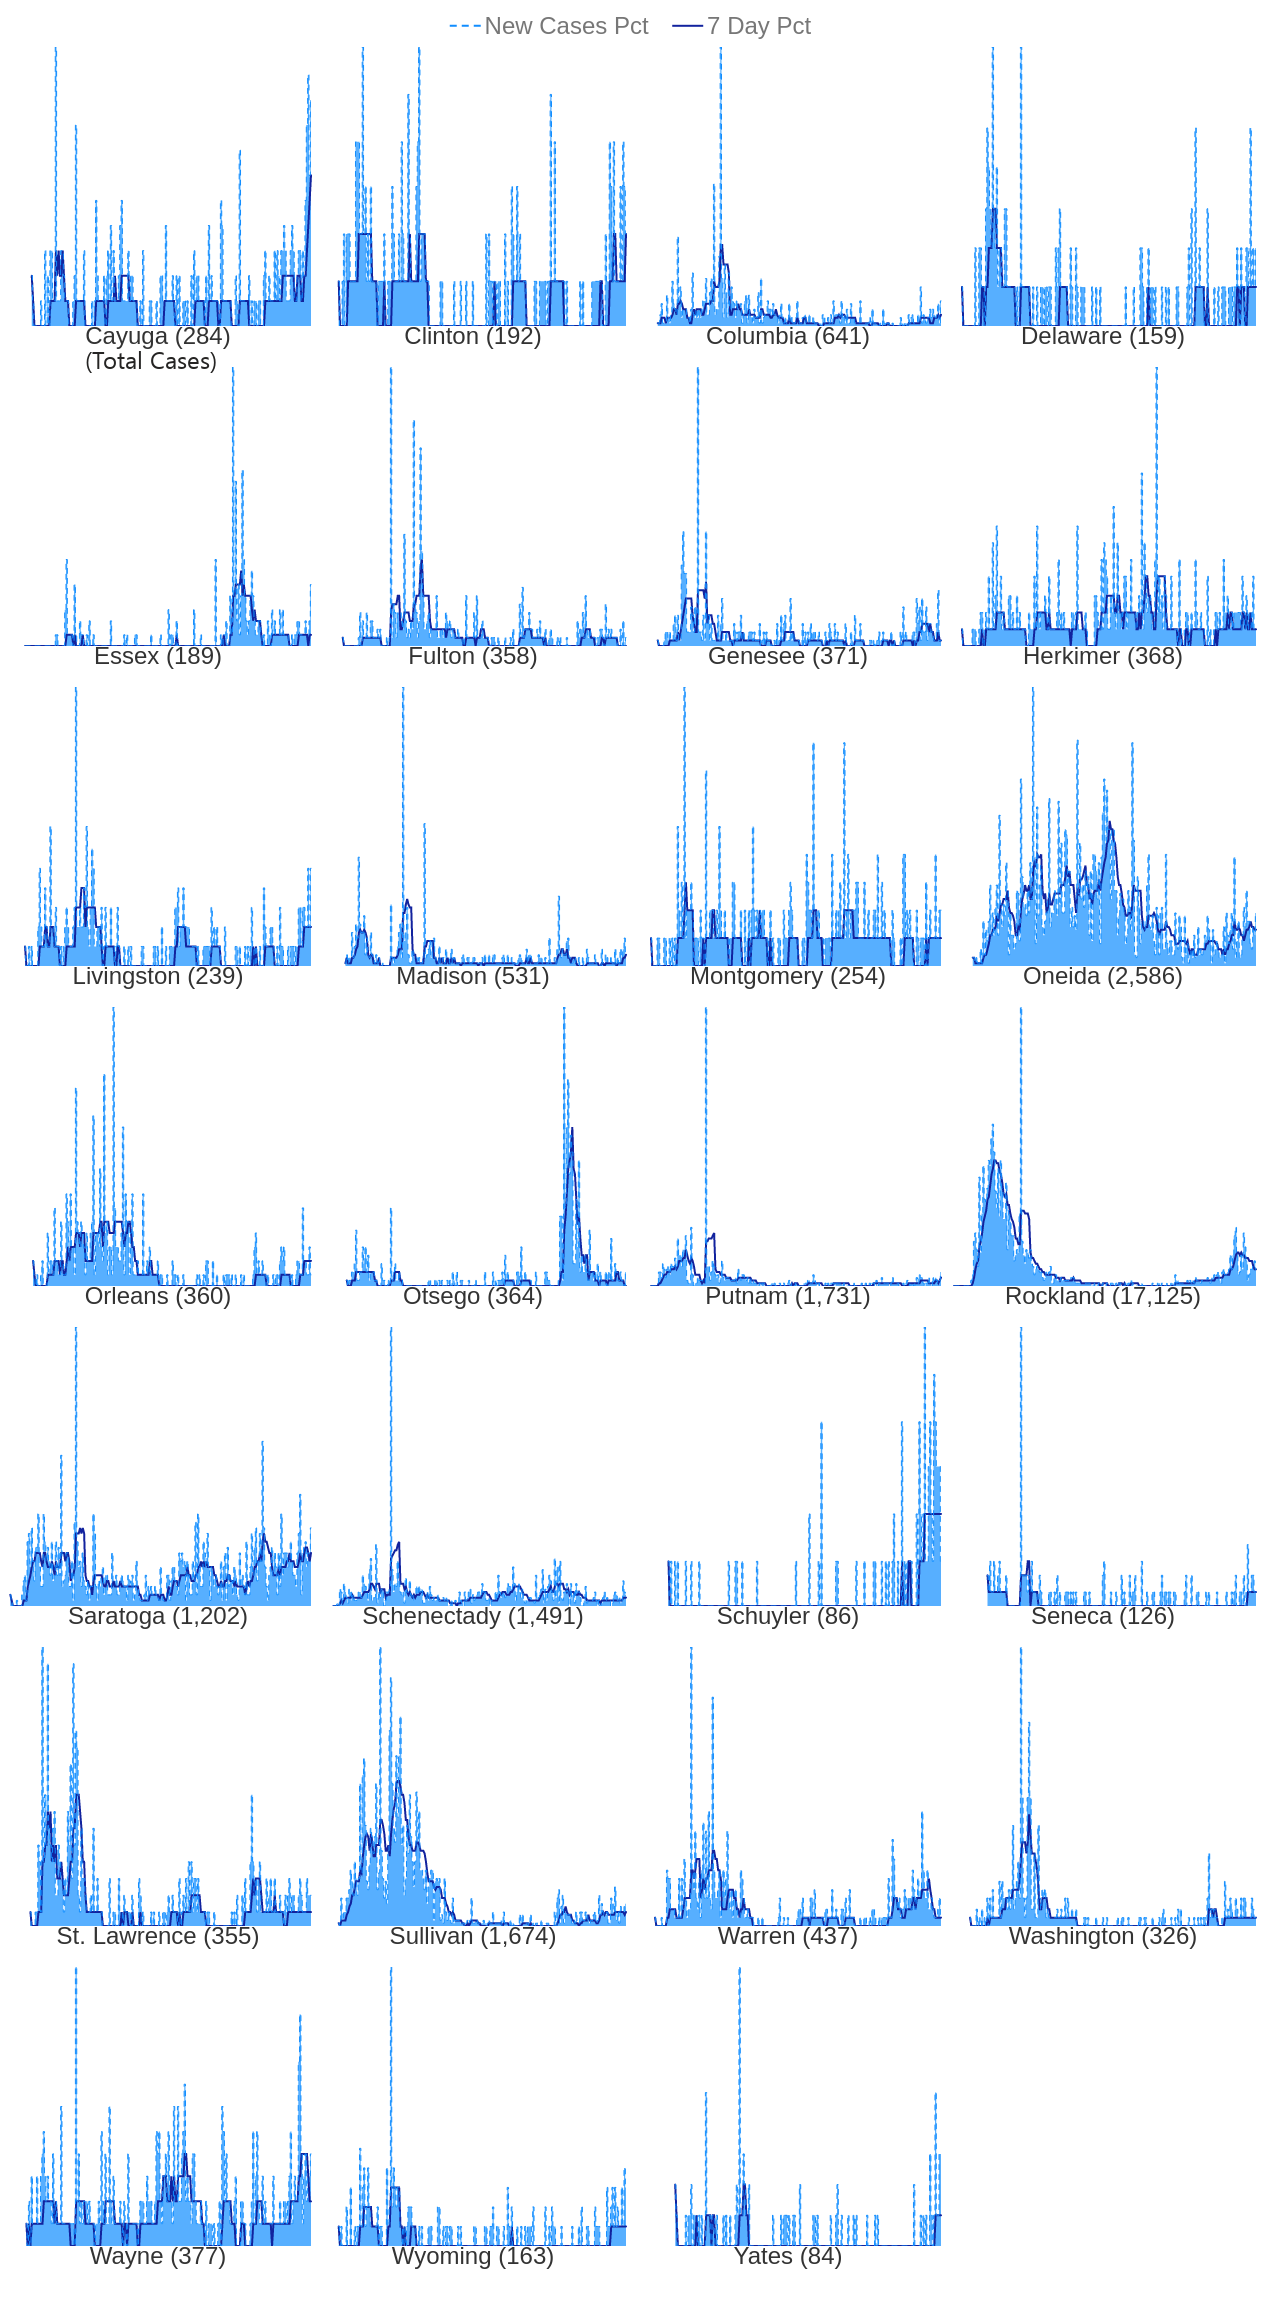 New Cases Pct 7 Day Pct
Cayuga (284) Clinton (192) Columbia (641) Delaware (159)
(Total Cases)
Essex (189) Fulton (358) Genesee (371) Herkimer (368)
Livingston (239) Madison (531) Montgomery (254) Oneida (2,586)
Orleans (360) Otsego (364) Putnam (1,731) Rockland (17,125)
Saratoga (1,202) Schenectady (1,491) Schuyler (86) Seneca (126)
St. Lawrence (355) Sullivan (1,674) Warren (437) Washington (326)
Wayne (377) Wyoming (163) Yates (84)